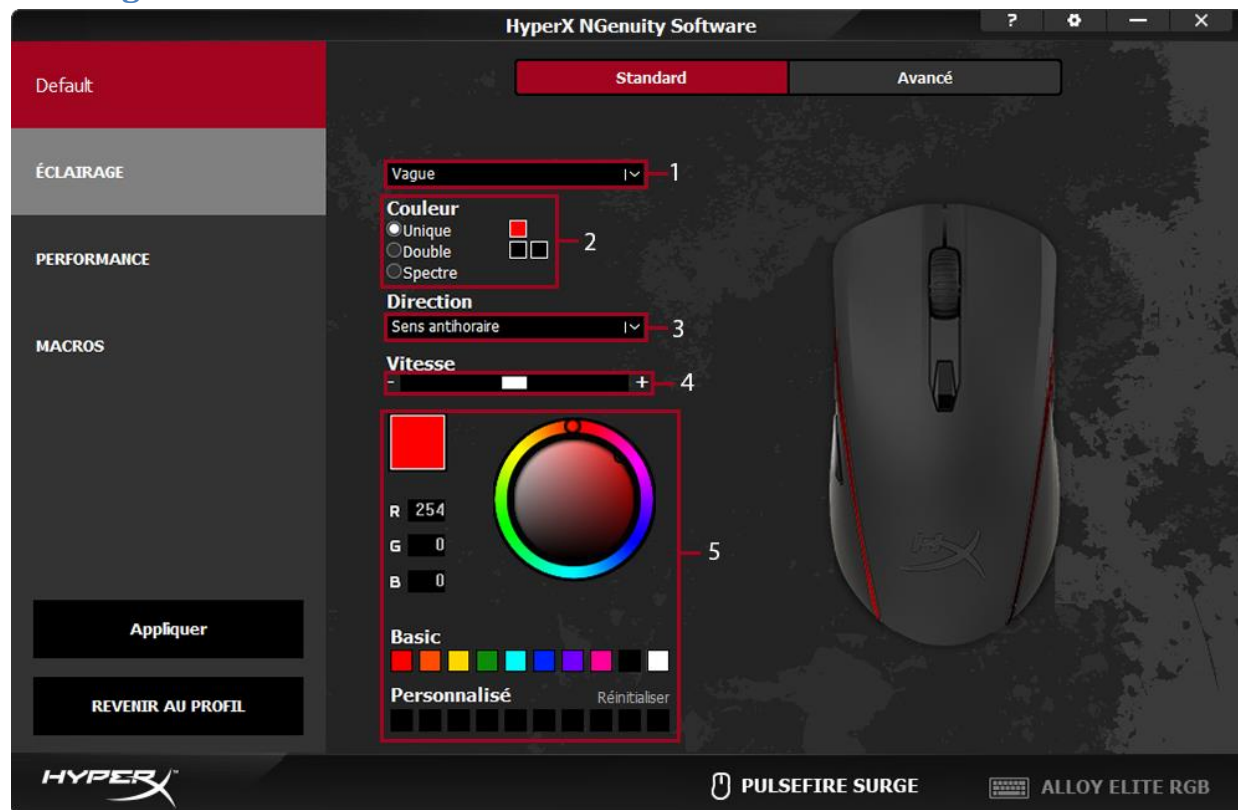 HyperX NGenuity Software
? — ×
Default
Standard Avancé
ÉCLAIRAGE
Vague 1
Couleur
Unique
Double 2
Spectre
PERFORMANCE
Direction
Sens antihoraire 3
MACROS
Vitesse
- + 4
R 254
G 0
5
B 0
Appliquer
Basic
Personnalisé Réinitialiser
REVENIR AU PROFIL
HYPERX
PULSEFIRE SURGE ALLOY ELITE RGB